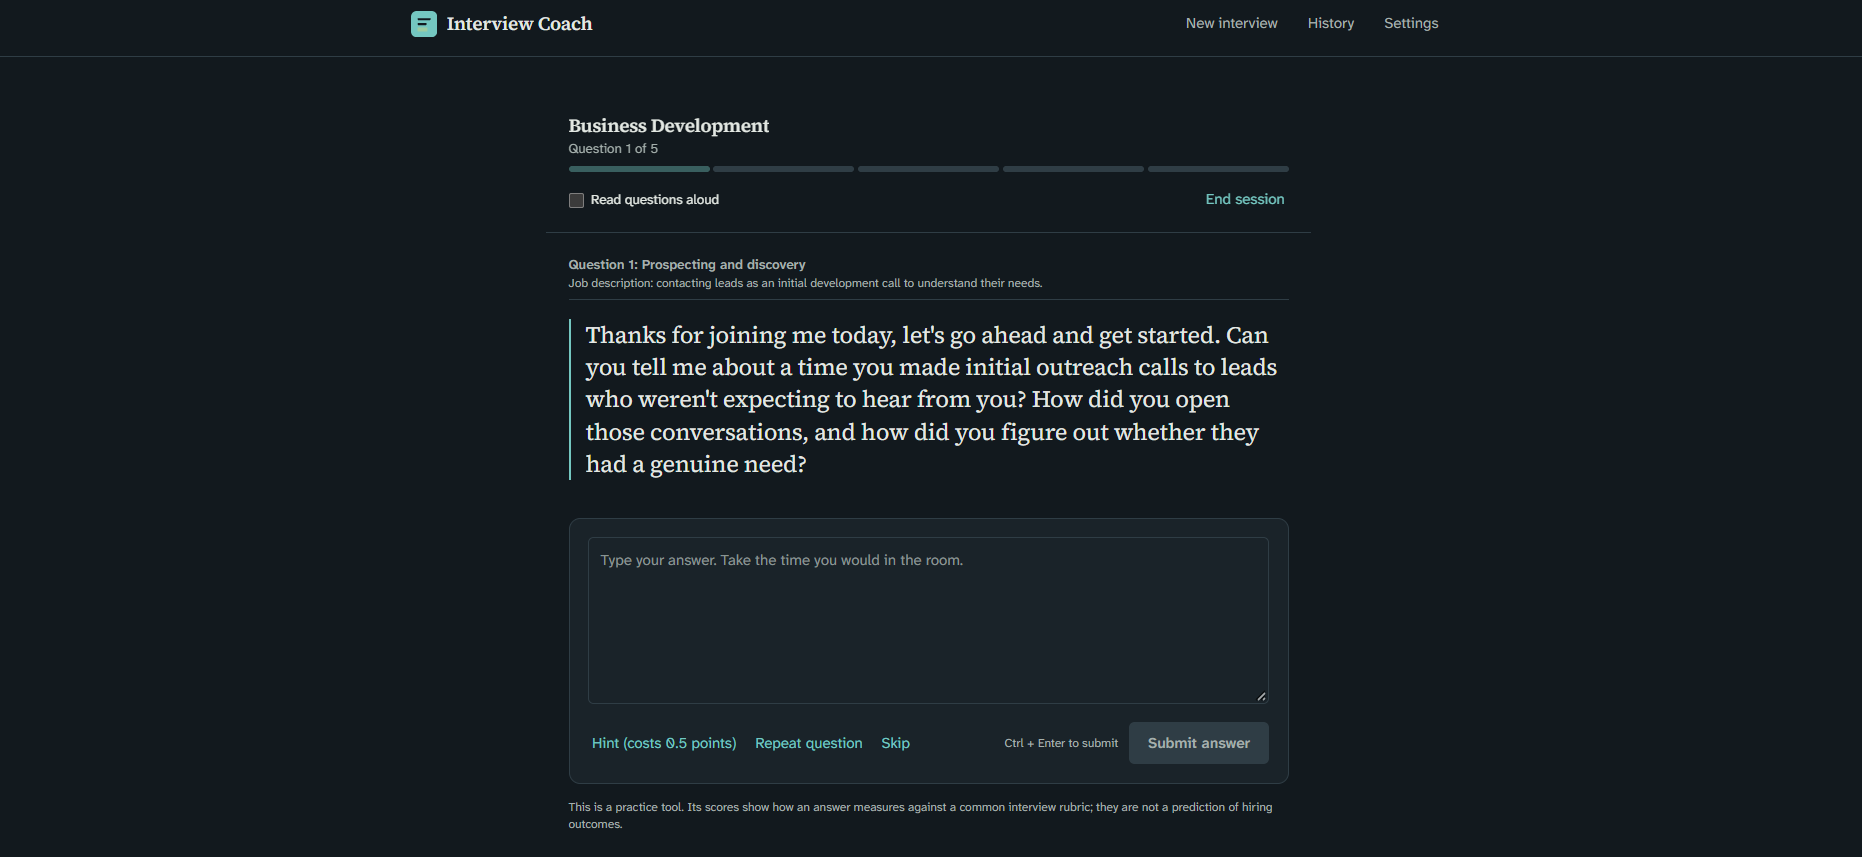 Interview Coach
New interview
History
Settings
Business Development
Question 1 of 5
Read questions aloud
End session
Question 1: Prospecting and discovery
Job description: contacting leads as an initial development call to understand their needs.
Thanks for joining me today, let's go ahead and get started. Can
you tell me about a time you made initial outreach calls to leads
who weren't expecting to hear from you? How did you open
those conversations, and how did you figure out whether they
had a genuine need?
Type your answer. Take the time you would in the room.
Hint (costs 0.5 points)
Repeat question
Skip
Ctrl + Enter to submit
Submit answer
This is a practice tool. Its scores show how an answer measures against a common interview rubric; they are not a prediction of hiring
outcomes.